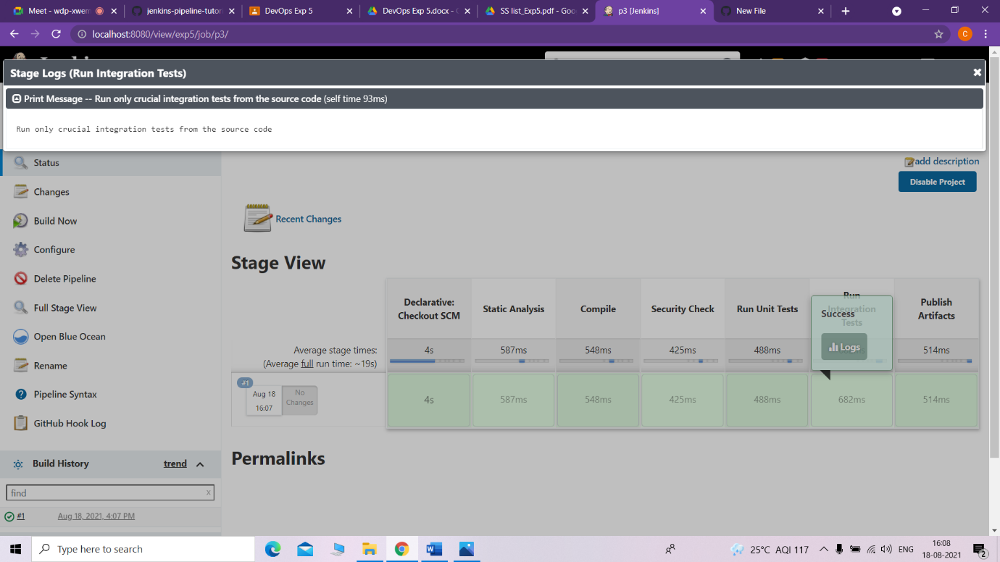 Meet - wdp-xwem
jenkins-pipeline-tutor
DevOps Exp 5
DevOps Exp 5.docx - G
SS list_Exp5.pdf - Goo
p3 [Jenkins]
New File
localhost:8080/view/exp5/job/p3/
C
Stage Logs (Run Integration Tests)
Print Message -- Run only crucial integration tests from the source code (self time 93ms)
Run only crucial integration tests from the source code
Status
add description
Disable Project
Changes
Build Now
Recent Changes
Configure
Stage View
Delete Pipeline
Full Stage View
Open Blue Ocean
Rename
Pipeline Syntax
GitHub Hook Log
Declarative: Checkout SCM
Static Analysis
Compile
Security Check
Run Unit Tests
Run Integration Tests
Publish Artifacts
Success
Logs
Average stage times:
(Average full run time: ~19s)
4s
587ms
548ms
425ms
488ms
514ms
#1
Aug 18
16:07
No Changes
4s
587ms
548ms
425ms
488ms
682ms
514ms
Permalinks
Build History
trend
find
x
#1
Aug 18, 2021, 4:07 PM
Type here to search
25°C AQI 117
ENG
16:08
18-08-2021
2